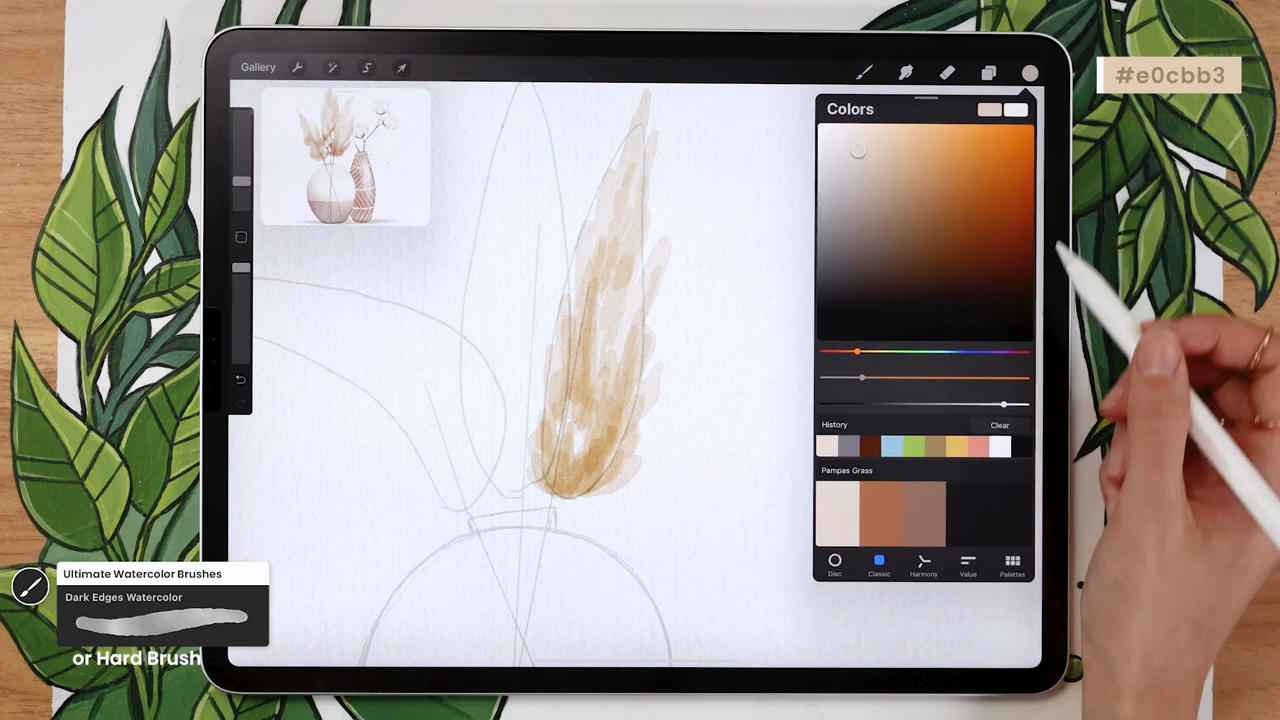 Gallery
#e0cbb3
Colors
History
Clear
Pampas Grass
Disc
Classic
Harmony
Value
Palettes
Ultimate Watercolor Brushes
Dark Edges Watercolor
or Hard Brush